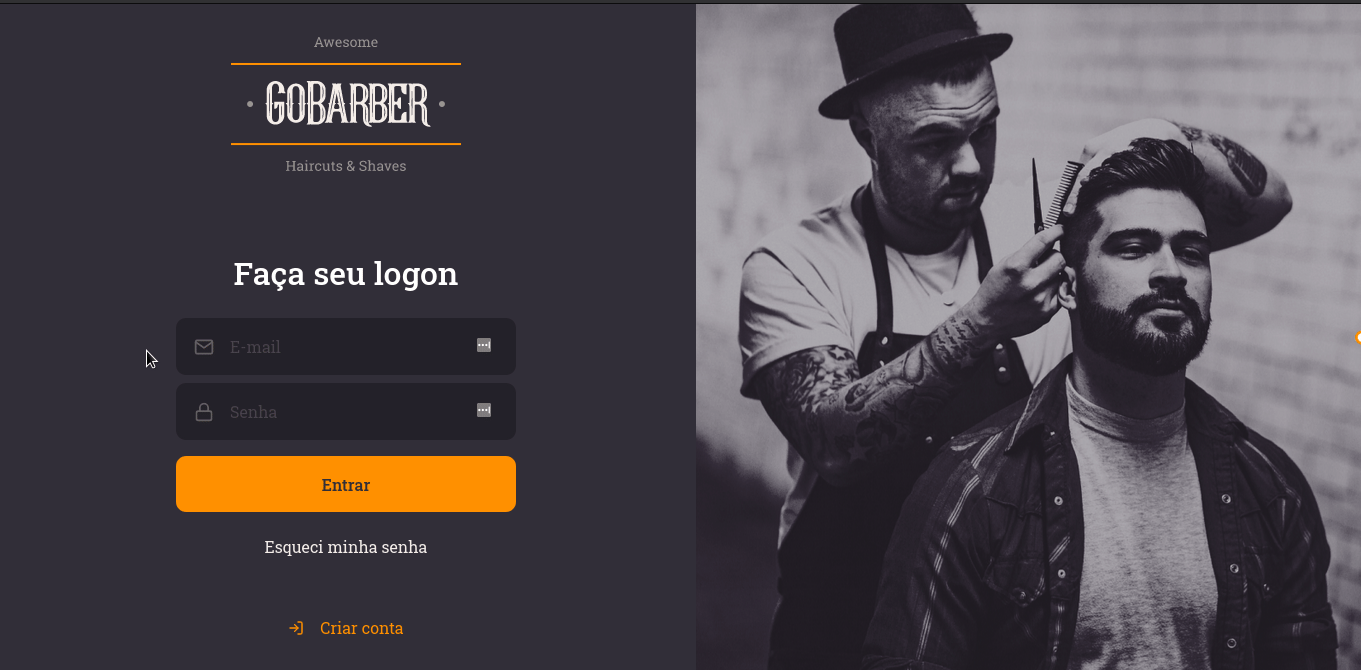 Awesome
GOBARBER
Haircuts & Shaves
Faça seu logon
E-mail
Senha
Entrar
Esqueci minha senha
Criar conta